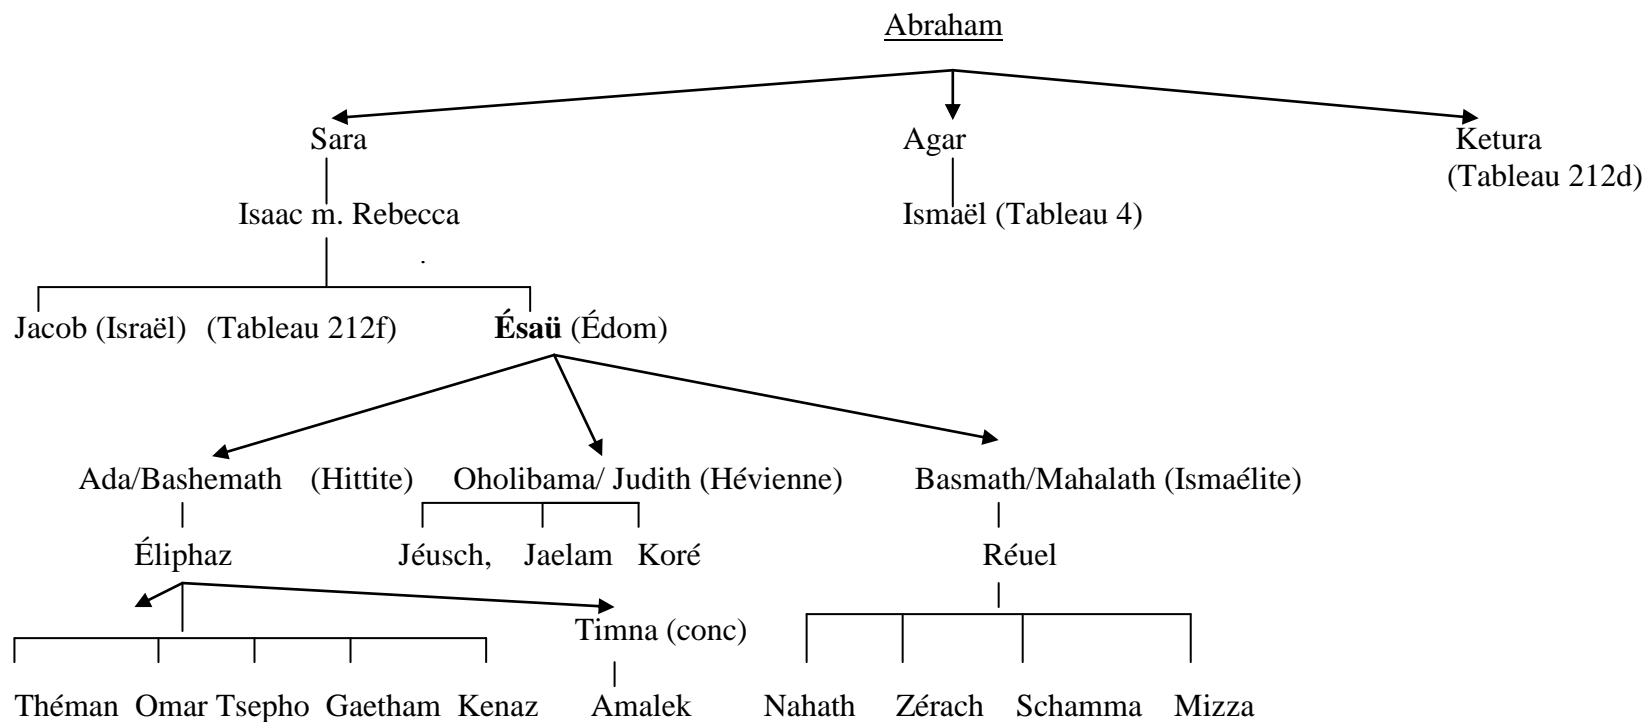 Abraham
Sara Agar Ketura
(Tableau 212d)
Isaac m. Rebecca Ismaël (Tableau 4)
.
Jacob (Israël) (Tableau 212f) Ésaü (Édom)
Ada/Bashemath (Hittite) Oholibama/ Judith (Hévienne) Basmath/Mahalath (Ismaélite)
Éliphaz Jéusch, Jaelam Koré Réuel
Timna (conc)
Théman Omar Tsepho Gaetham Kenaz Amalek Nahath Zérach Schamma Mizza